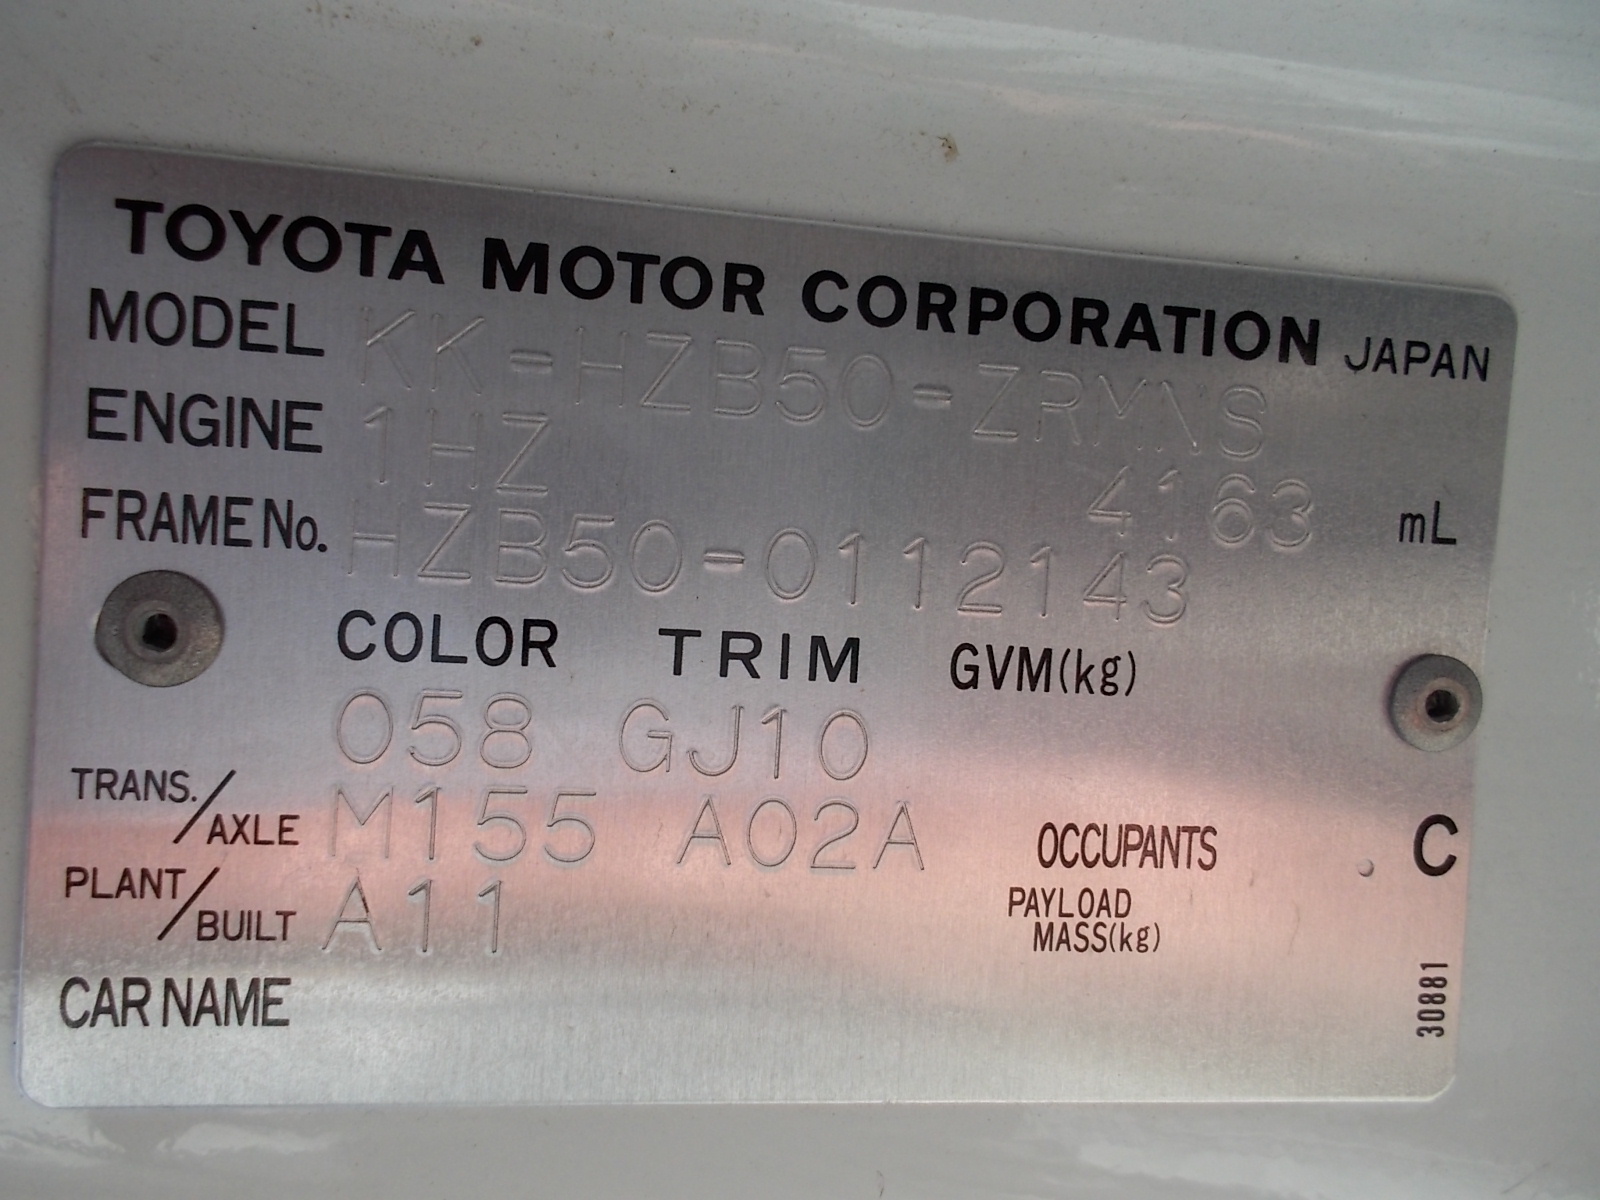 TOYOTA MOTOR CORPORATION JAPAN
MODEL KK-HZB50-ZRMNS
ENGINE 1HZ 4163 mL
FRAME No. HZB50-0112143
COLOR TRIM GVM(kg)
058 GJ10
TRANS./AXLE M155 A02A OCCUPANTS C
PLANT/BUILT A11 PAYLOAD MASS(kg)
CAR NAME
30881